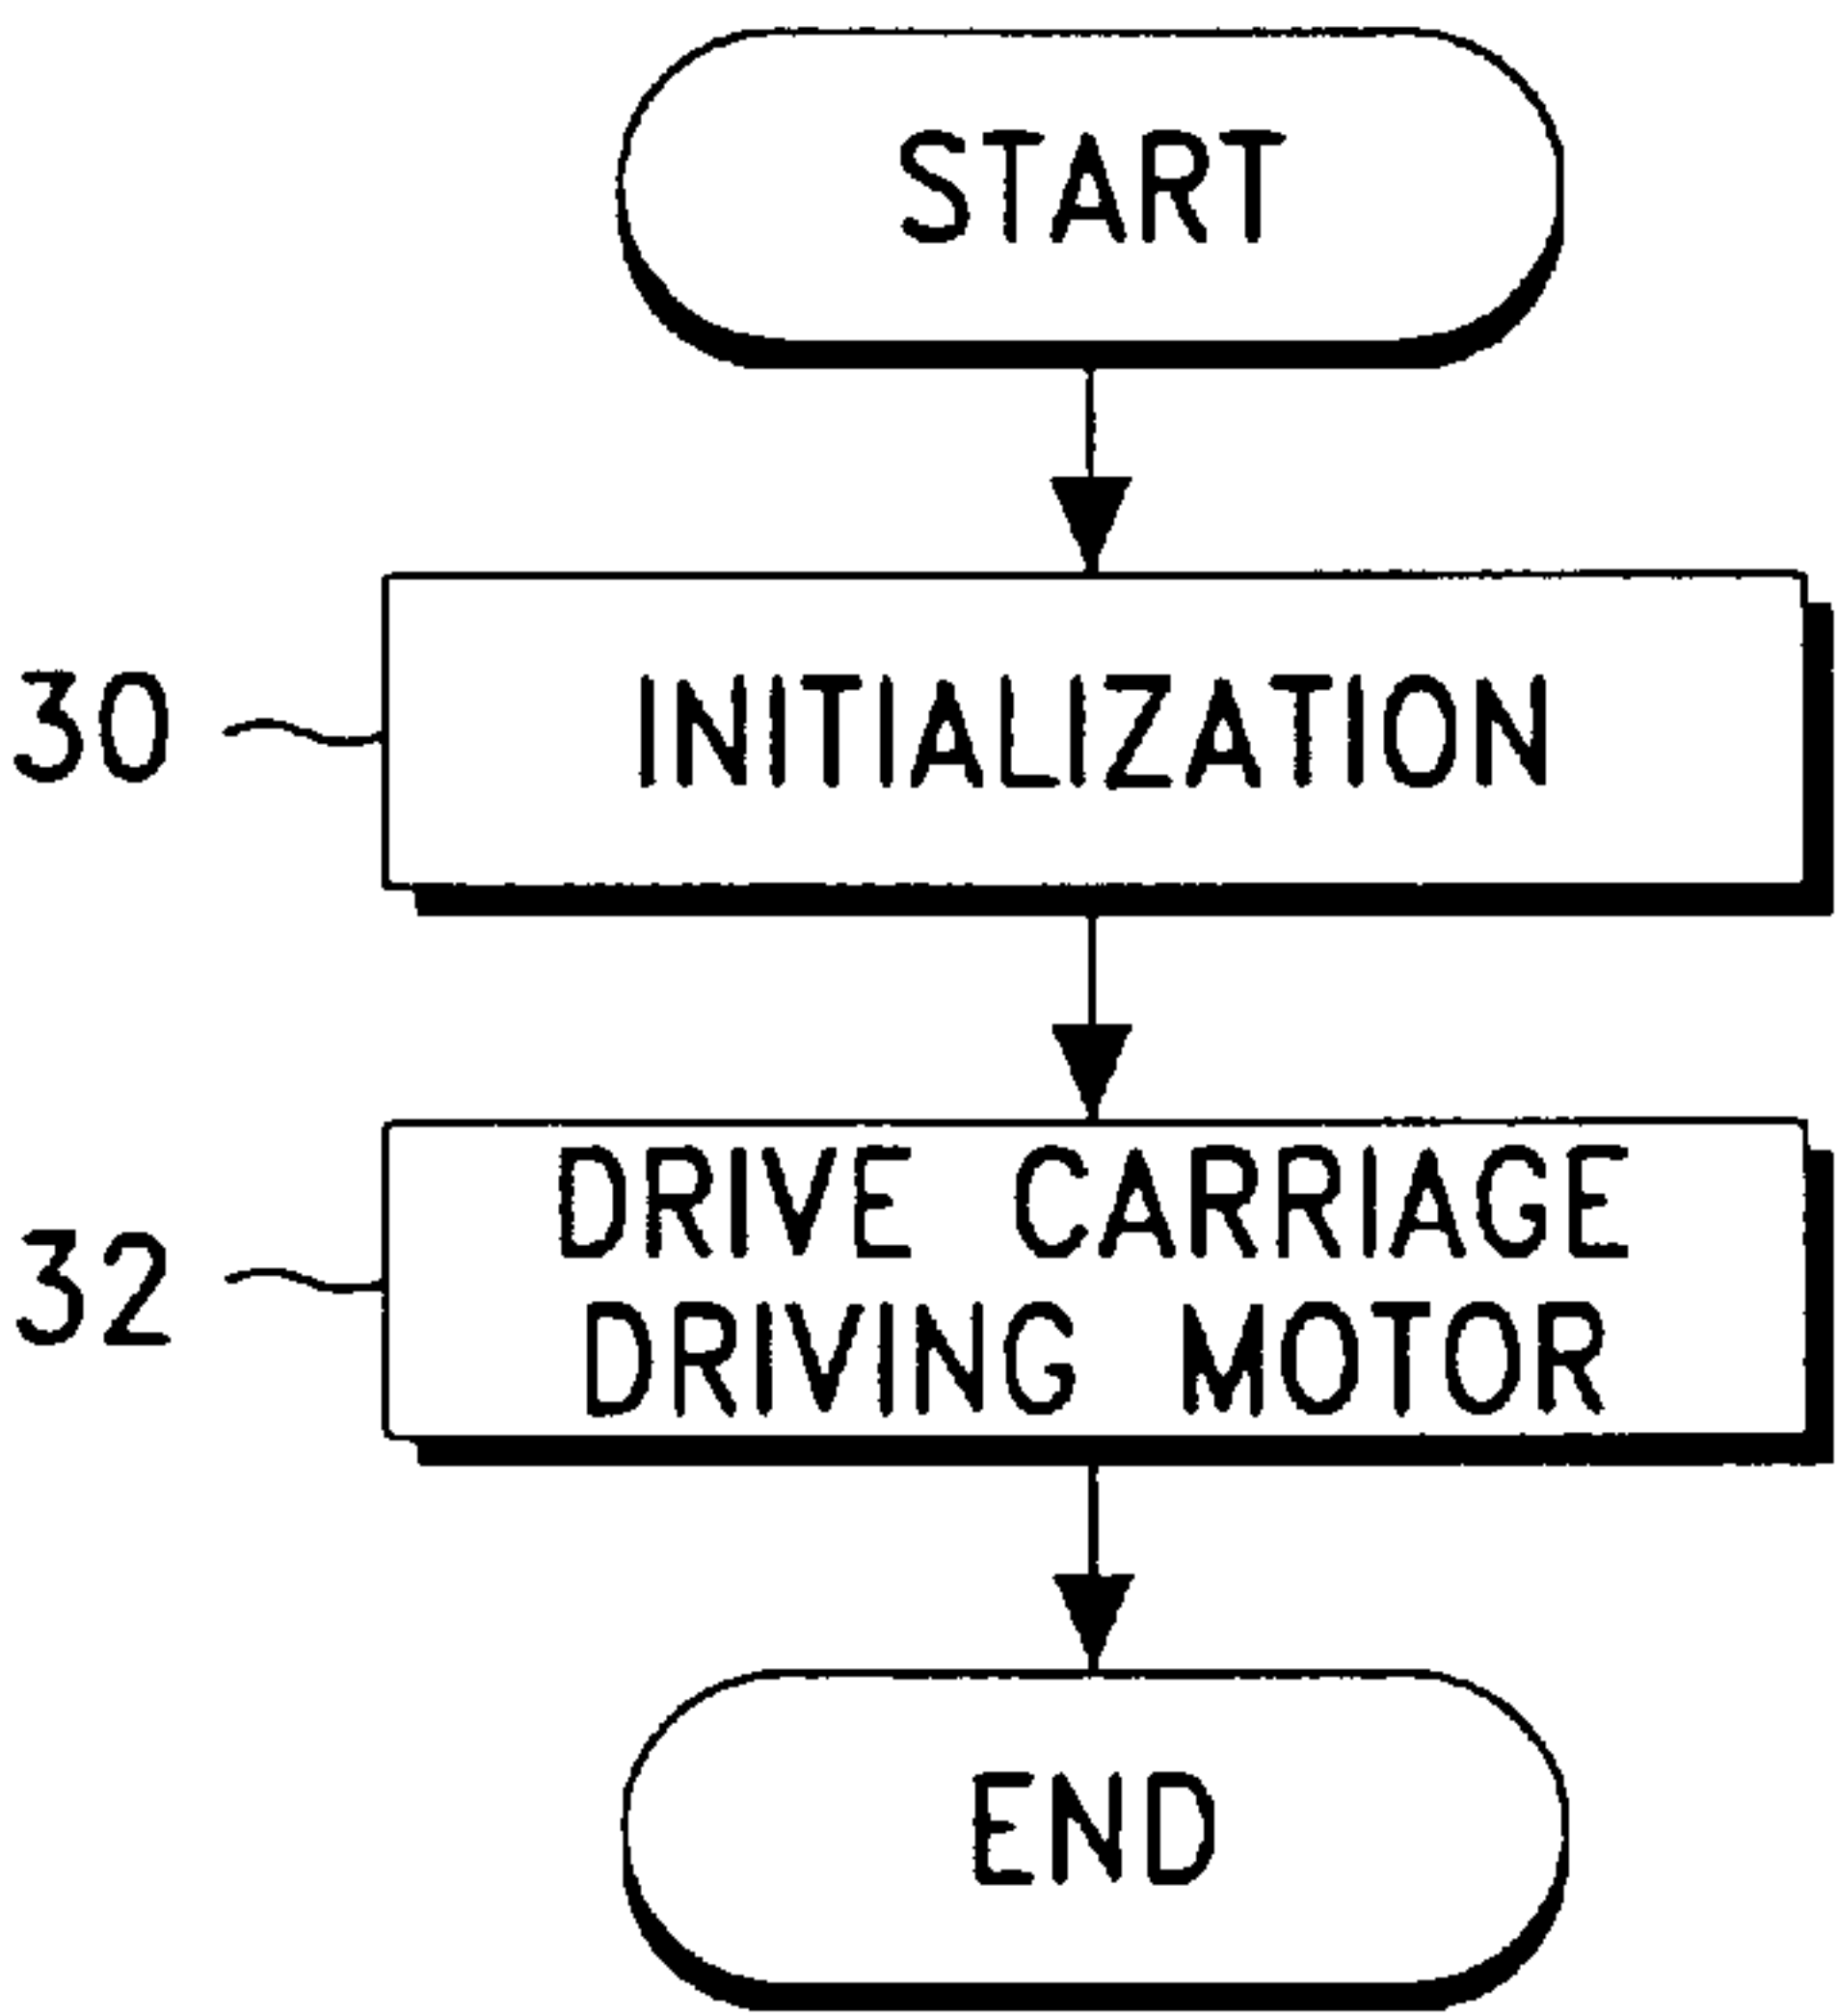 START
30
INITIALIZATION
32
DRIVE CARRIAGE
DRIVING MOTOR
END